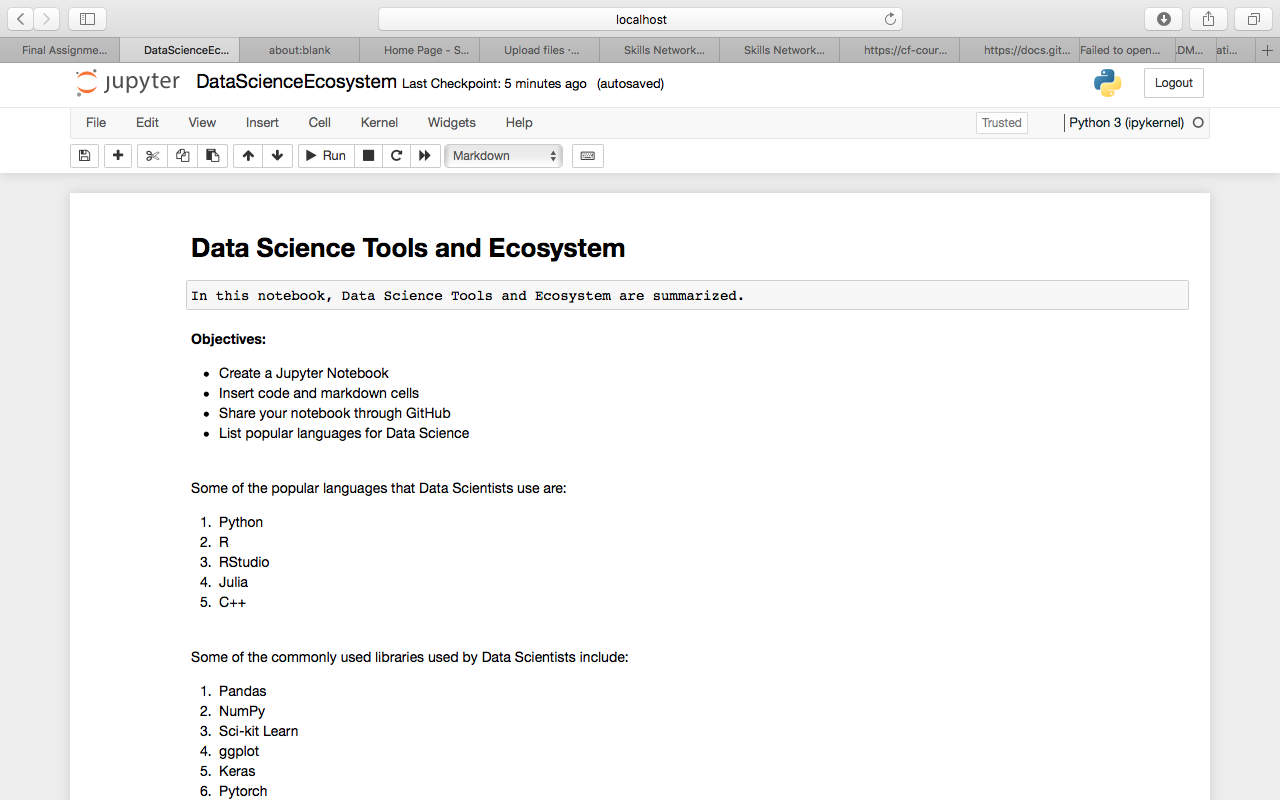 localhost
Final Assignme... DataScienceEc... about:blank Home Page - S... Upload files ·... Skills Network... Skills Network... https://cf-cour... https://docs.git... Failed to open... .DM... ati...
jupyter DataScienceEcosystem Last Checkpoint: 5 minutes ago (autosaved) Logout
File Edit View Insert Cell Kernel Widgets Help Trusted Python 3 (ipykernel)
Run Markdown
Data Science Tools and Ecosystem
In this notebook, Data Science Tools and Ecosystem are summarized.
Objectives:
• Create a Jupyter Notebook
• Insert code and markdown cells
• Share your notebook through GitHub
• List popular languages for Data Science
Some of the popular languages that Data Scientists use are:
1. Python
2. R
3. RStudio
4. Julia
5. C++
Some of the commonly used libraries used by Data Scientists include:
1. Pandas
2. NumPy
3. Sci-kit Learn
4. ggplot
5. Keras
6. Pytorch